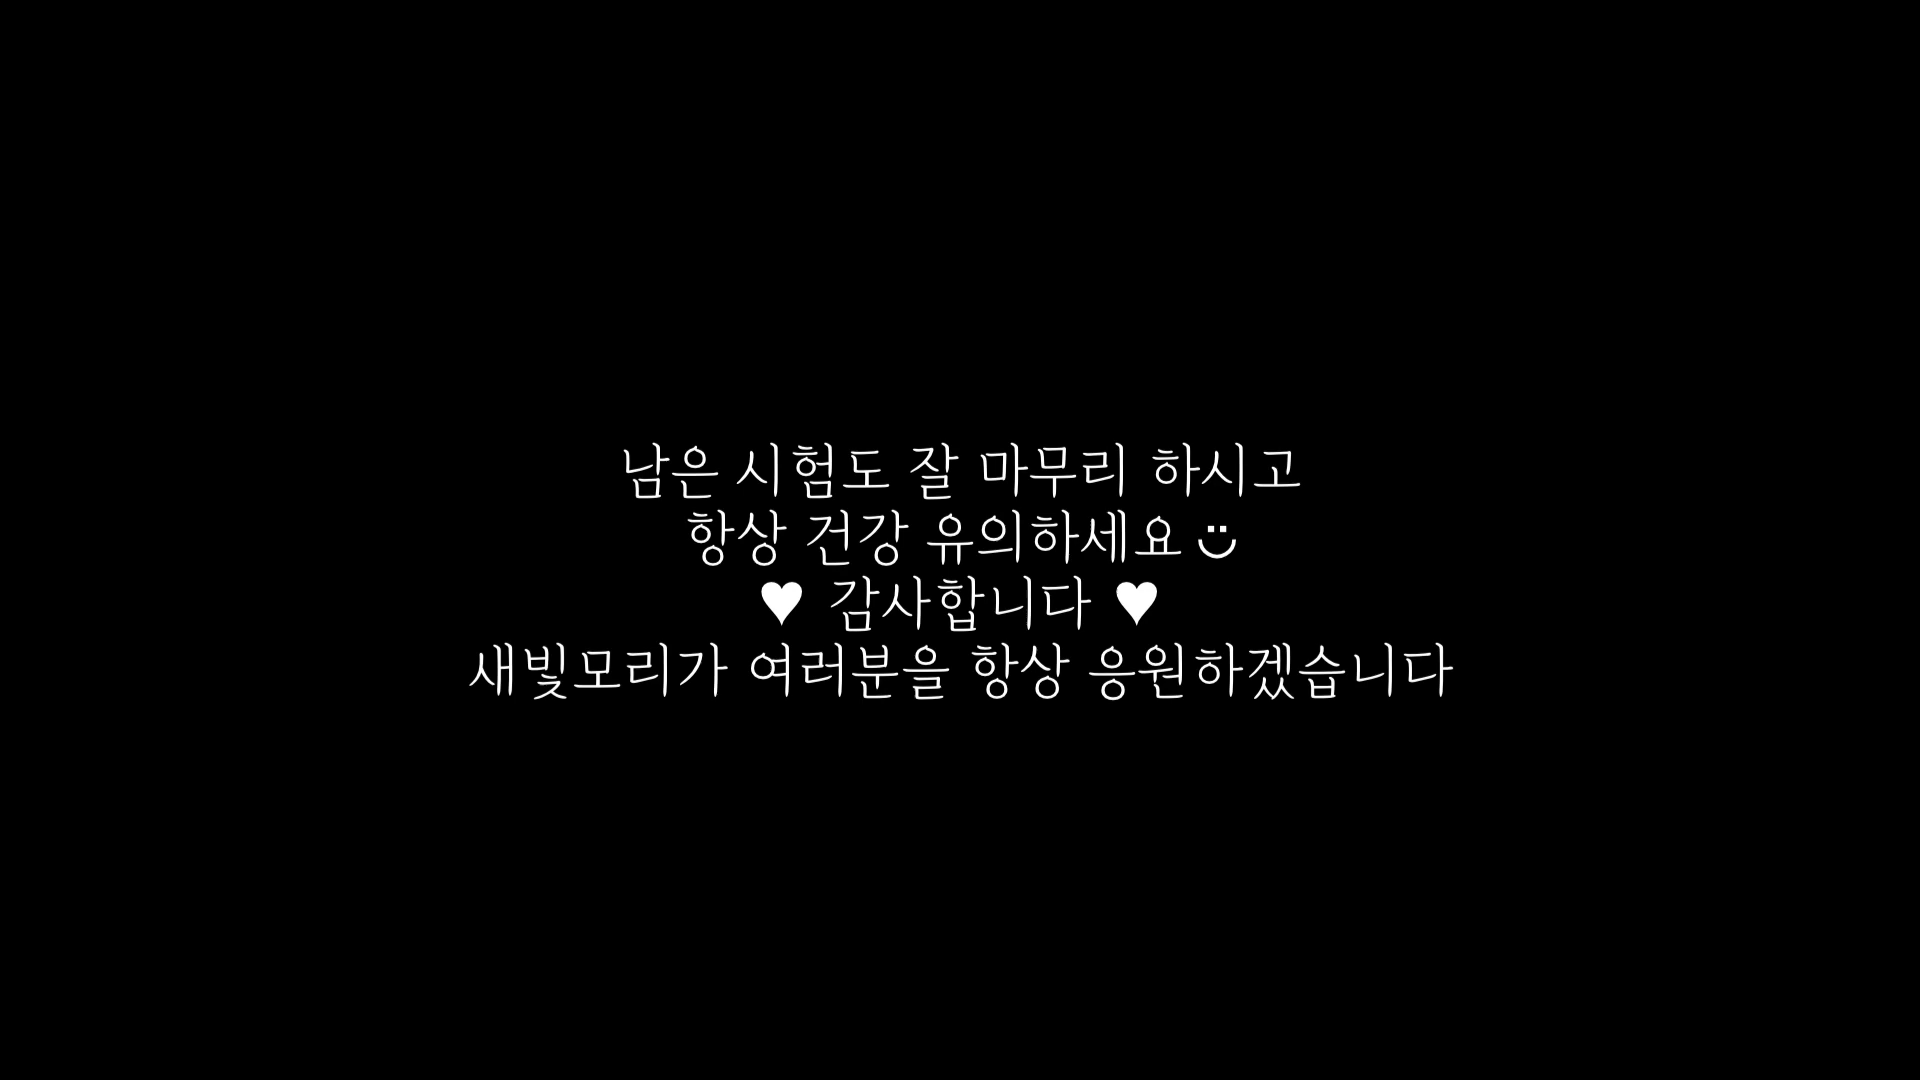 남은 시험도 잘 마무리 하시고
항상 건강 유의하세요 ټ
♥ 감사합니다 ♥
새빛모리가 여러분을 항상 응원하겠습니다